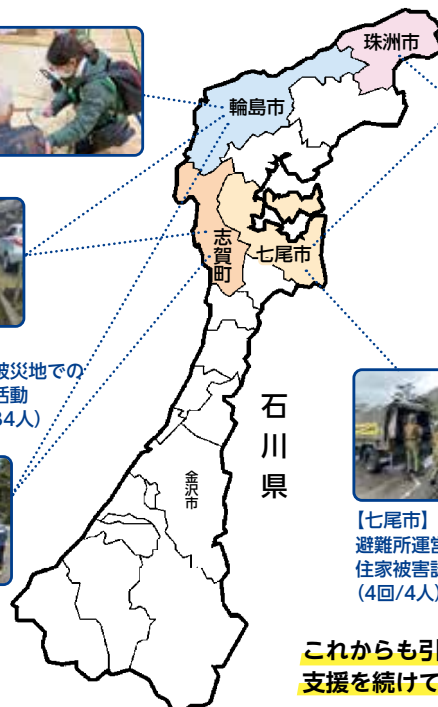 珠洲市
輪島市
志賀町
七尾市
被災地での
活動
34人)
石川県
金沢市
【七尾市】
避難所運営
住家被害認
(4回/4人)
これからも引
支援を続けて